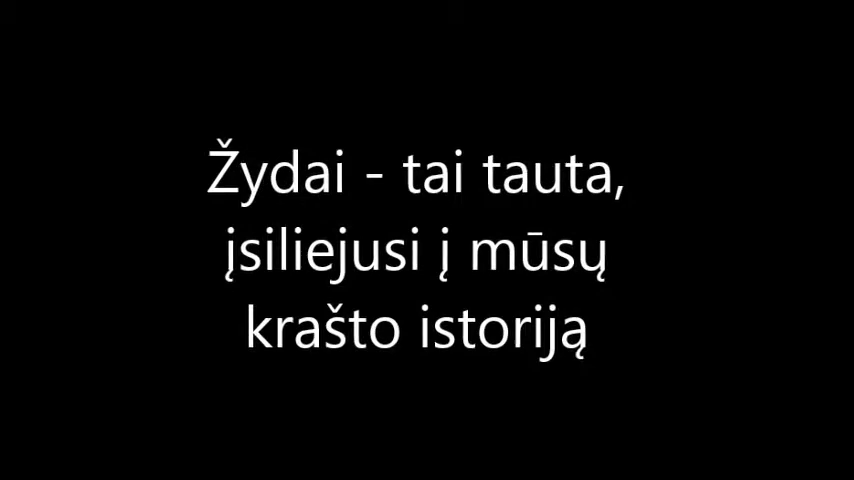 Žydai - tai tauta,
įsiliejusi į mūsų
krašto istoriją